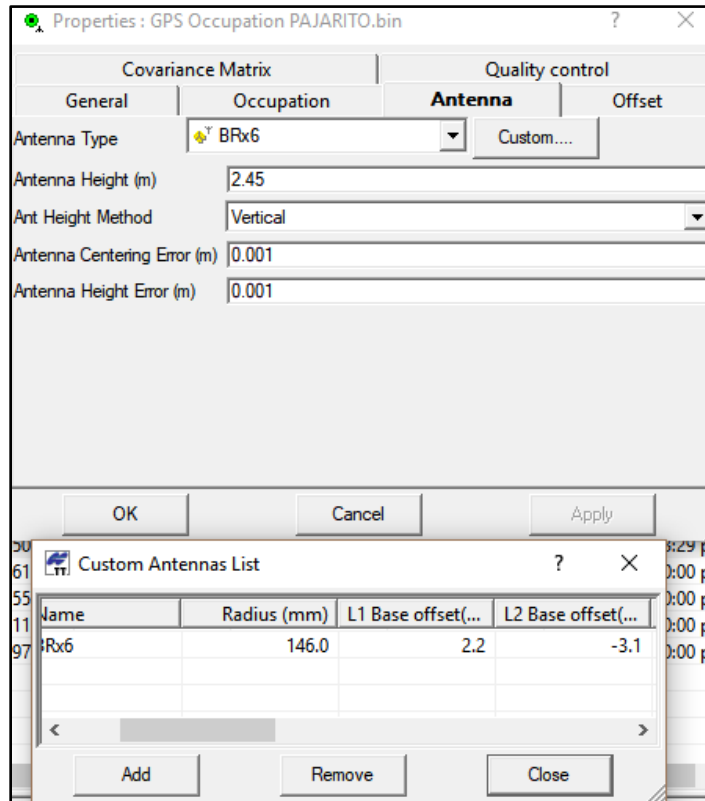 Properties : GPS Occupation PAJARITO.bin ?
Covariance Matrix Quality control
General Occupation Antenna Offset
Antenna Type BRx6 Custom....
Antenna Height (m) 2.45
Ant Height Method Vertical
Antenna Centering Error (m) 0.001
Antenna Height Error (m) 0.001
OK Cancel Apply
Custom Antennas List ?
Radius (mm) L1 Base offset(... L2 Base offset(...
146.0 2.2 -3.1
Add Remove Close